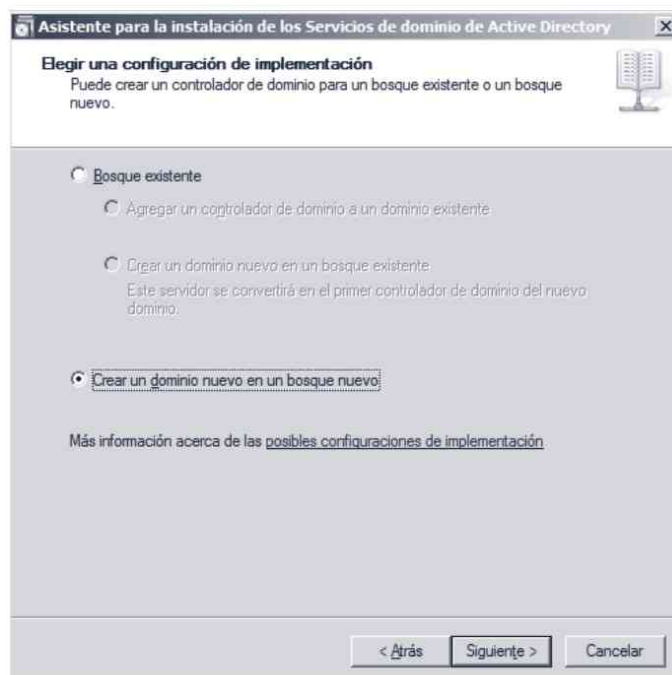 Asistente para la instalación de los Servicios de dominio de Active Directory
Elegir una configuración de implementación
Puede crear un controlador de dominio para un bosque existente o un bosque
nuevo.
Bosque existente
Agregar un controlador de dominio a un dominio existente
Crear un dominio nuevo en un bosque existente
Este servidor se convertirá en el primer controlador de dominio del nuevo
dominio.
Crear un dominio nuevo en un bosque nuevo
Más información acerca de las posibles configuraciones de implementación
< Atrás
Siguiente >
Cancelar